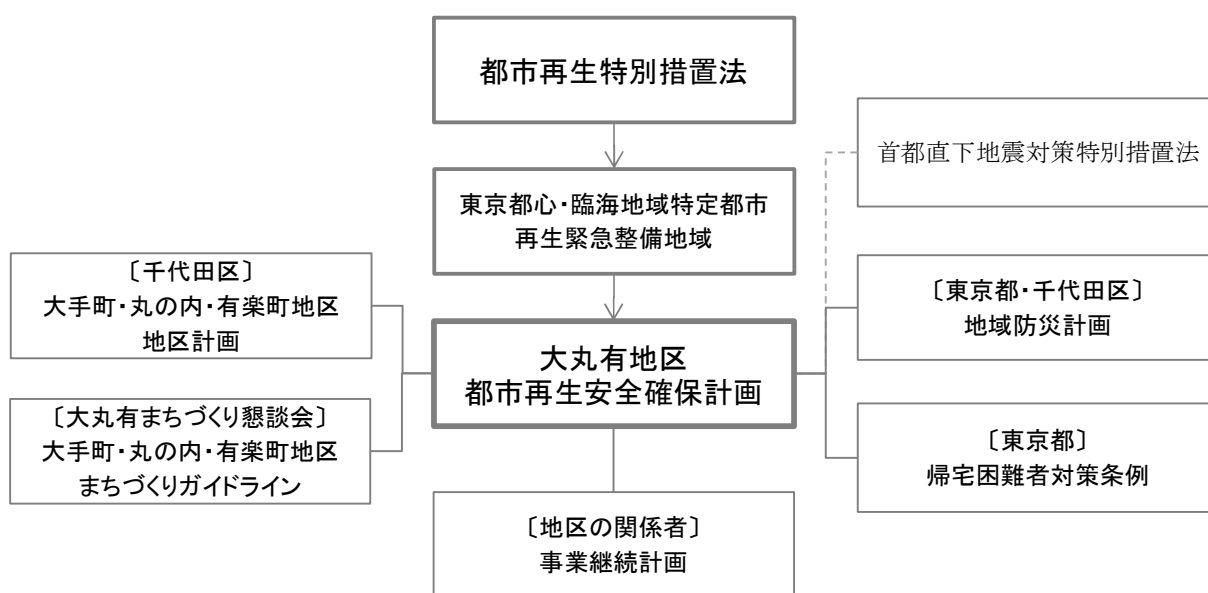 都市再生特別措置法
首都直下地震対策特別措置法
東京都心・臨海地域特定都市
再生緊急整備地域
〔千代田区〕
大手町・丸の内・有楽町地区
地区計画
〔東京都・千代田区〕
地域防災計画
大丸有地区
都市再生安全確保計画
〔大丸有まちづくり懇談会〕
大手町・丸の内・有楽町地区
まちづくりガイドライン
〔東京都〕
帰宅困難者対策条例
〔地区の関係者〕
事業継続計画